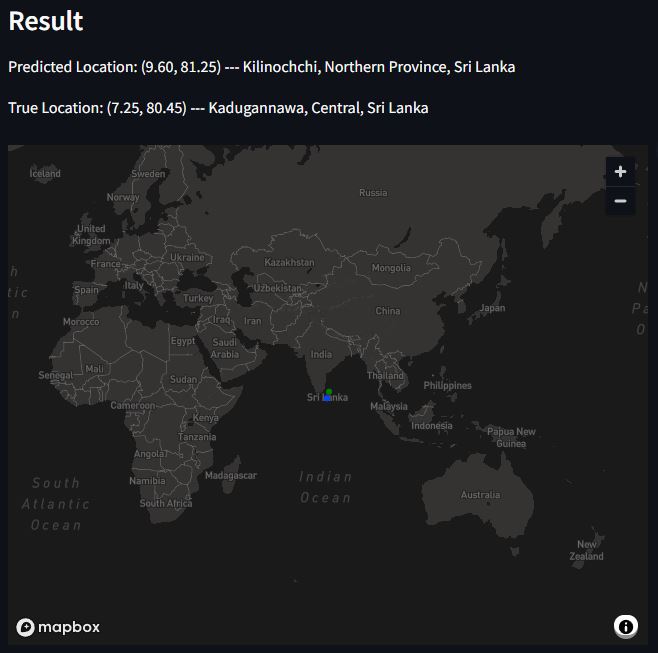 Result
Predicted Location: (9.60, 81.25) --- Kilinochchi, Northern Province, Sri Lanka
True Location: (7.25, 80.45) --- Kadugannawa, Central, Sri Lanka
+
−
Iceland
Sweden
Russia
Norway
United
Kingdom
Ukraine
Kazakhstan
Mongolia
France
h
tic
n
Spain
Italy
Turkey
Uzbekistan
N
Pa
O
Japan
China
Morocco
Iraq
Iran
Egypt
Saudi
Arabia
India
Senegal
Mali
Sudan
Thailand
Philippines
Sri Lanka
Cameroon
Malaysia
Kenya
Indonesia
Papua New
Guinea
Tanzania
Angola
Namibia
Madagascar
South
Atlantic
Ocean
Indian
Ocean
South Africa
Australia
New
Zealand
mapbox